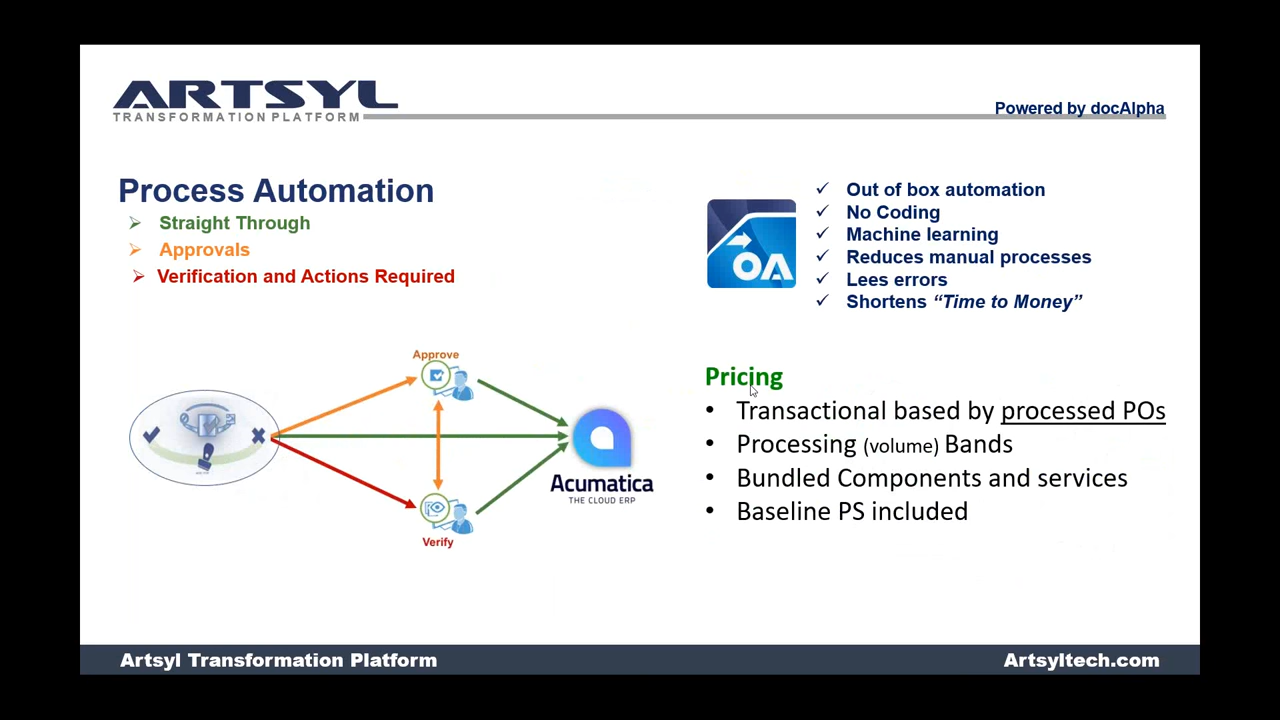 ARTSYL
TRANSFORMATION PLATFORM
Powered by docAlpha
Process Automation
Straight Through
Approvals
Verification and Actions Required
OA
Out of box automation
No Coding
Machine learning
Reduces manual processes
Lees errors
Shortens “Time to Money”
Approve
Verify
Acumatica
THE CLOUD ERP
Pricing
• Transactional based by processed POs
• Processing (volume) Bands
• Bundled Components and services
• Baseline PS included
Artsyl Transformation Platform
Artsyltech.com